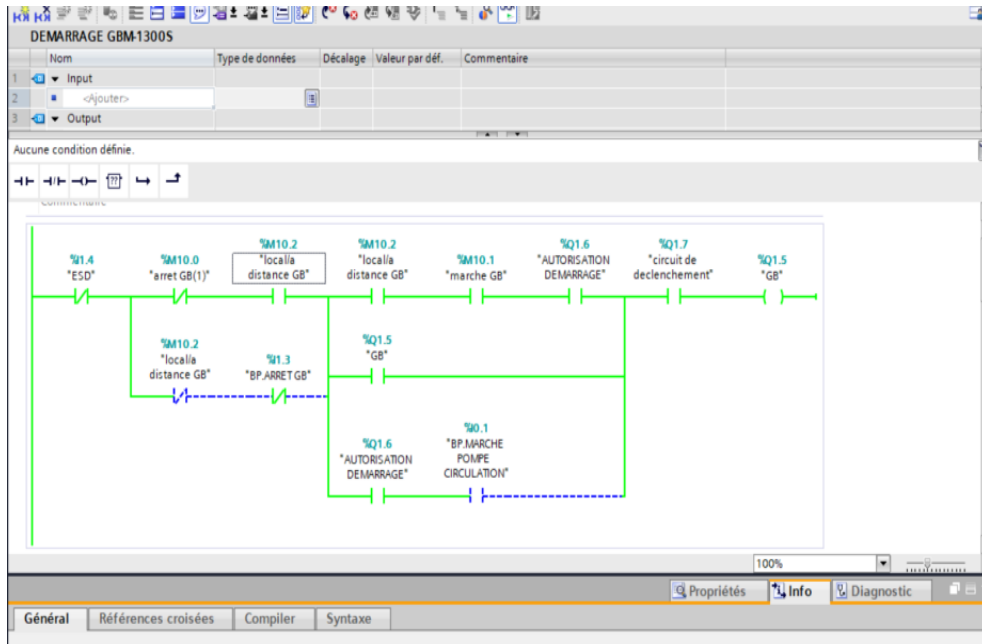 DEMARRAGE GBM-1300S
Nom Type de données Décalage Valeur par déf. Commentaire
1 Input
2 <Ajouter>
3 Output
Aucune condition définie.
Commentaire
%I1.4
"ESD"
%M10.0
"arret GB(1)"
%M10.2
"local/a
distance GB"
%M10.2
"local/a
distance GB"
%M10.1
"marche GB"
%Q1.6
"AUTORISATION
DEMARRAGE"
%Q1.7
"circuit de
declenchement"
%Q1.5
"GB"
%M10.2
"local/a
distance GB"
%I1.3
"BP.ARRET GB"
%Q1.5
"GB"
%Q1.6
"AUTORISATION
DEMARRAGE"
%I0.1
"BP.MARCHE
POMPE
CIRCULATION"
100%
Propriétés Info Diagnostic
Général Références croisées Compiler Syntaxe